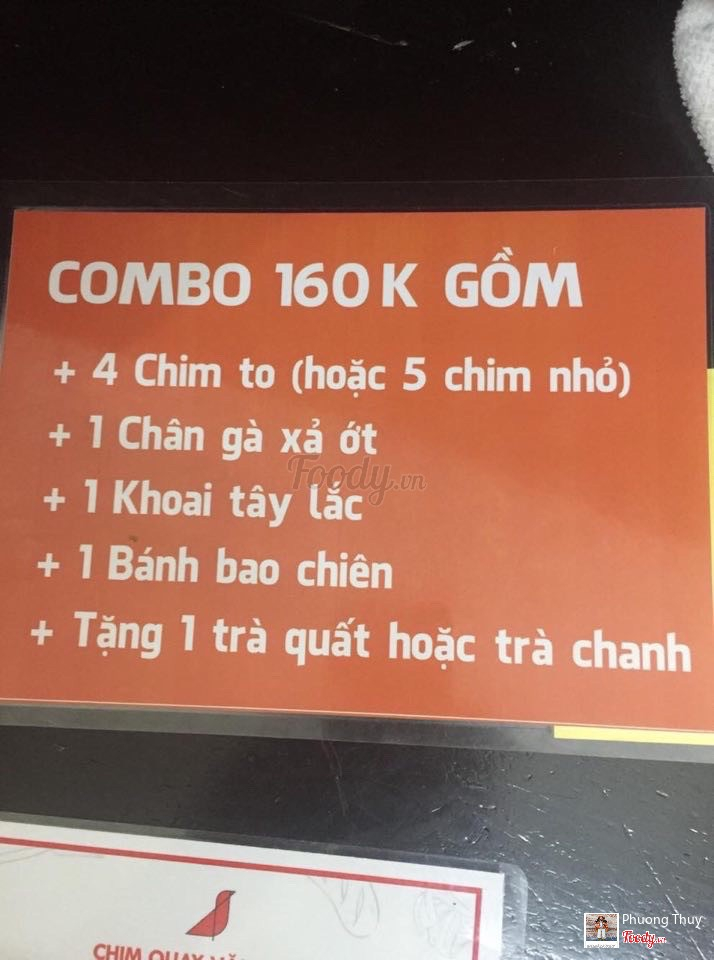 COMBO 160K GỒM
+ 4 Chim to (hoặc 5 chim nhỏ)
+ 1 Chân gà xả ớt
Foody.vn
+ 1 Khoai tây lắc
+ 1 Bánh bao chiên
+ Tặng 1 trà quất hoặc trà chanh
CHIM QUAY
Phuong Thuy
Foody.vn